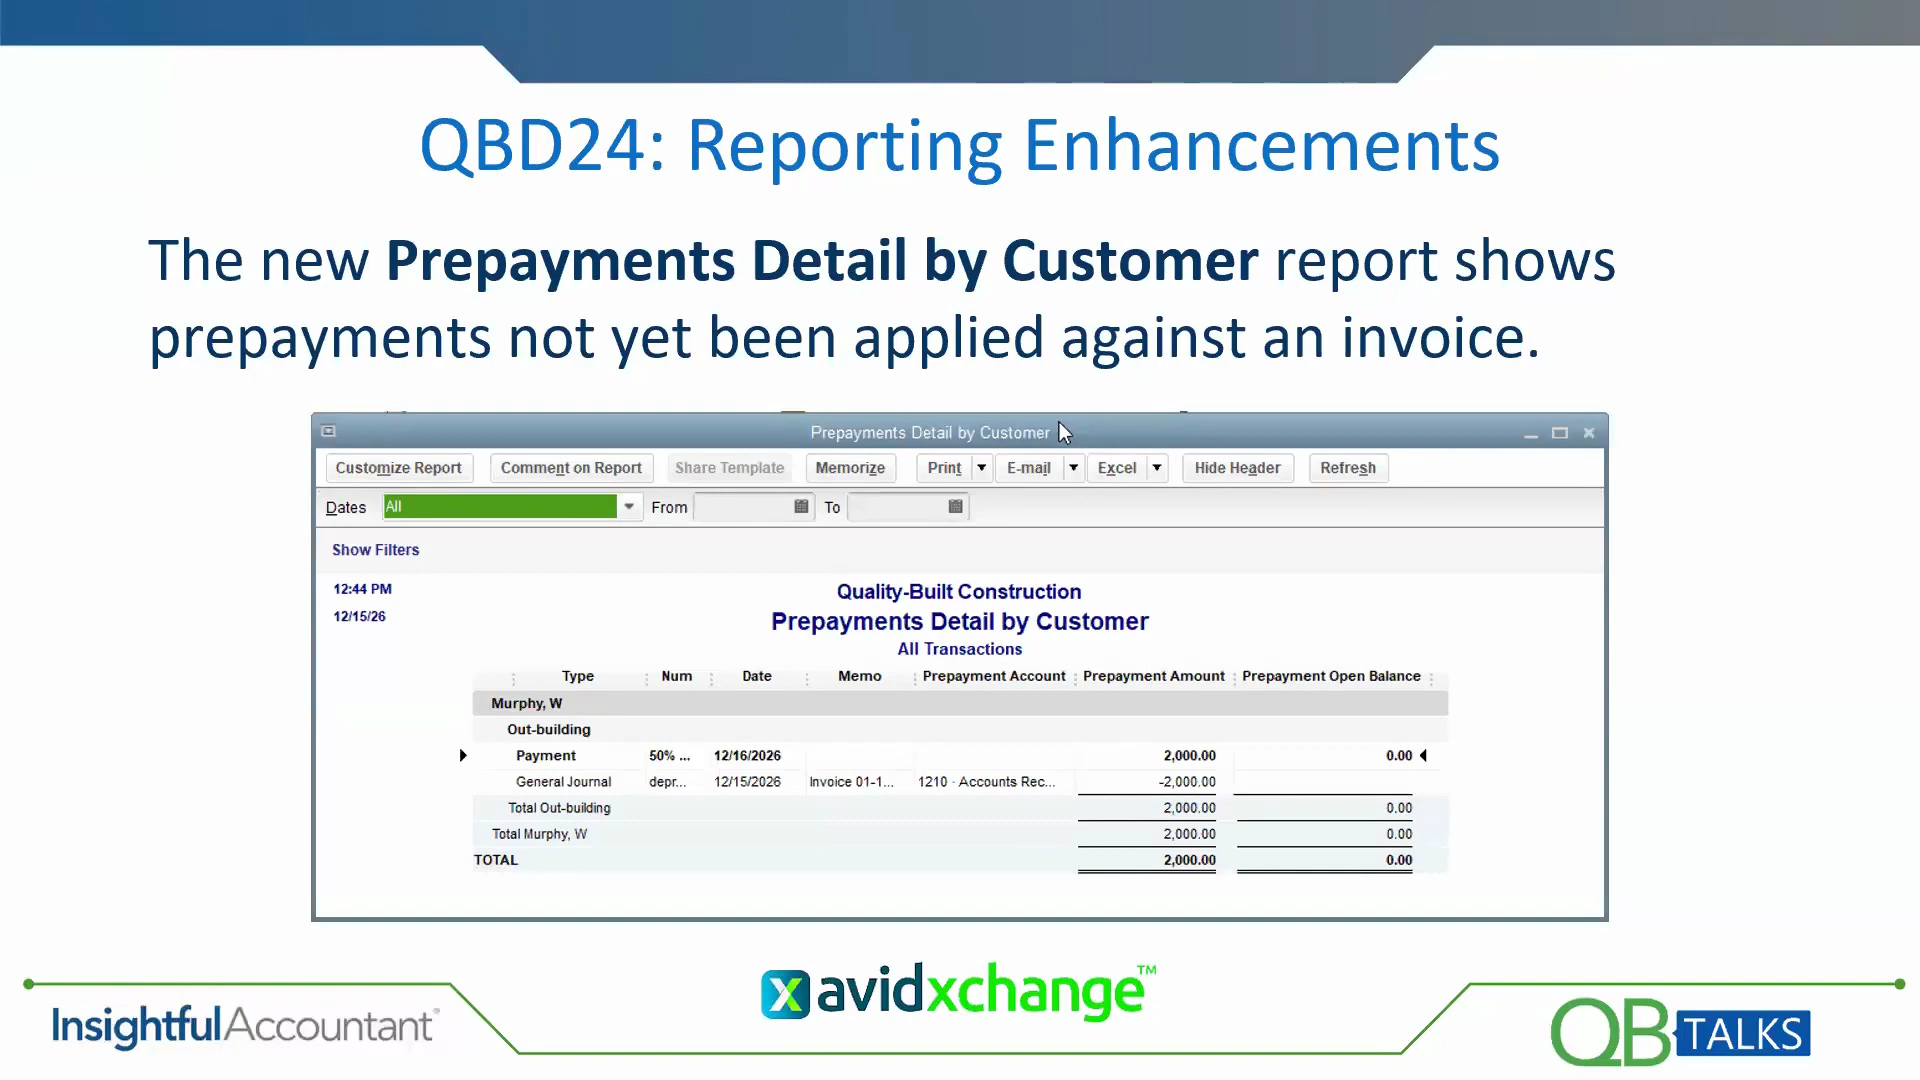 QBD24: Reporting Enhancements
The new Prepayments Detail by Customer report shows
prepayments not yet been applied against an invoice.
Prepayments Detail by Customer
Customize Report Comment on Report Share Template Memorize Print E-mail Excel Hide Header Refresh
Dates All From To
Show Filters
12:44 PM
12/15/26
Quality-Built Construction
Prepayments Detail by Customer
All Transactions
Type Num Date Memo Prepayment Account Prepayment Amount Prepayment Open Balance
Murphy, W
Out-building
Payment 50% ... 12/16/2026 2,000.00 0.00
General Journal depr... 12/15/2026 Invoice 01-1... 1210 · Accounts Rec... -2,000.00
Total Out-building 2,000.00 0.00
Total Murphy, W 2,000.00 0.00
TOTAL 2,000.00 0.00
InsightfulAccountant
avidxchange™
QB TALKS